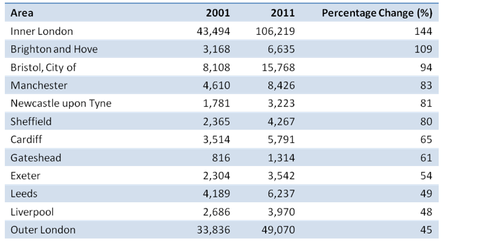 Area 2001 2011 Percentage Change (%)
Inner London 43,494 106,219 144
Brighton and Hove 3,168 6,635 109
Bristol, City of 8,108 15,768 94
Manchester 4,610 8,426 83
Newcastle upon Tyne 1,781 3,223 81
Sheffield 2,365 4,267 80
Cardiff 3,514 5,791 65
Gateshead 816 1,314 61
Exeter 2,304 3,542 54
Leeds 4,189 6,237 49
Liverpool 2,686 3,970 48
Outer London 33,836 49,070 45